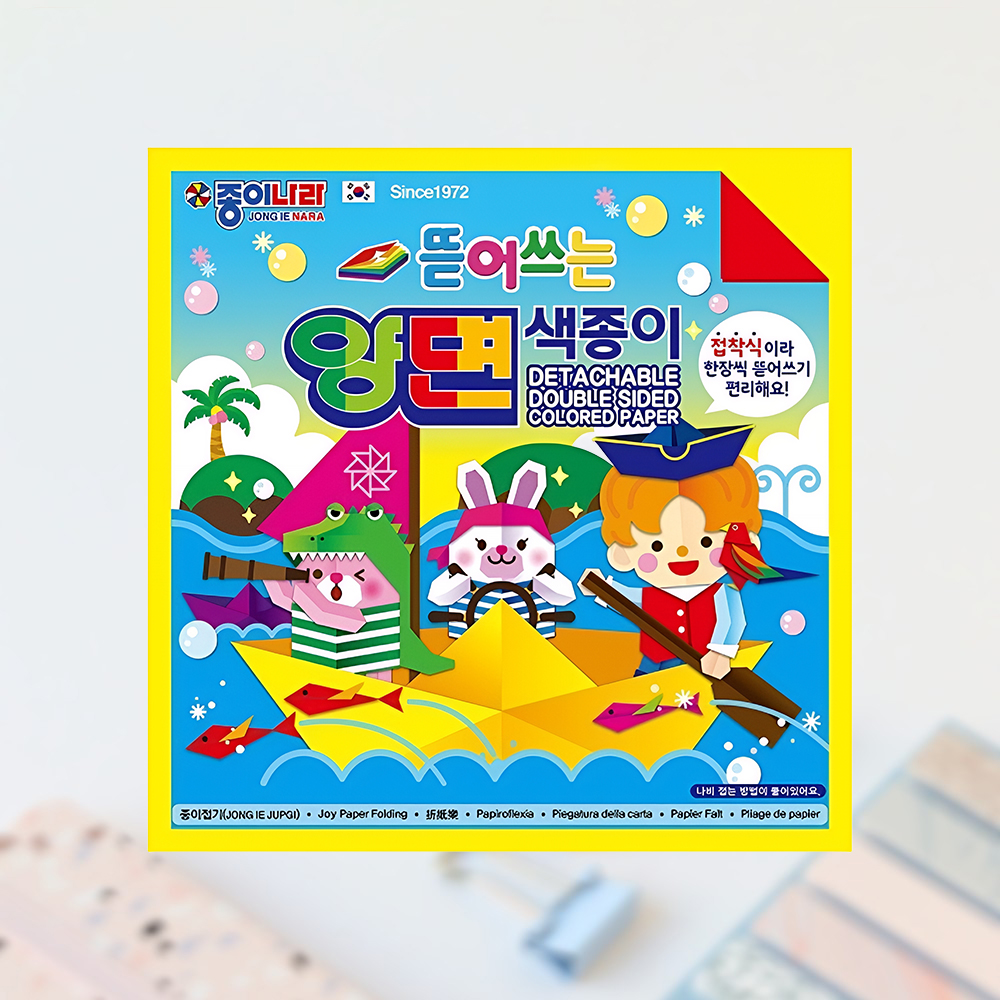 종이나라
JONG IE NARA
Since1972
뜯어쓰는
양면
색종이
DETACHABLE
DOUBLE SIDED
COLORED PAPER
접착식이라
한장씩 뜯어쓰기
편리해요!
나비 접는 방법이 들어있어요.
종이접기(JONG IE JUPGI) • Joy Paper Folding • 折紙樂 • Papiroflexia • Piegatura della carta • Papier Falt • Pliage de papier